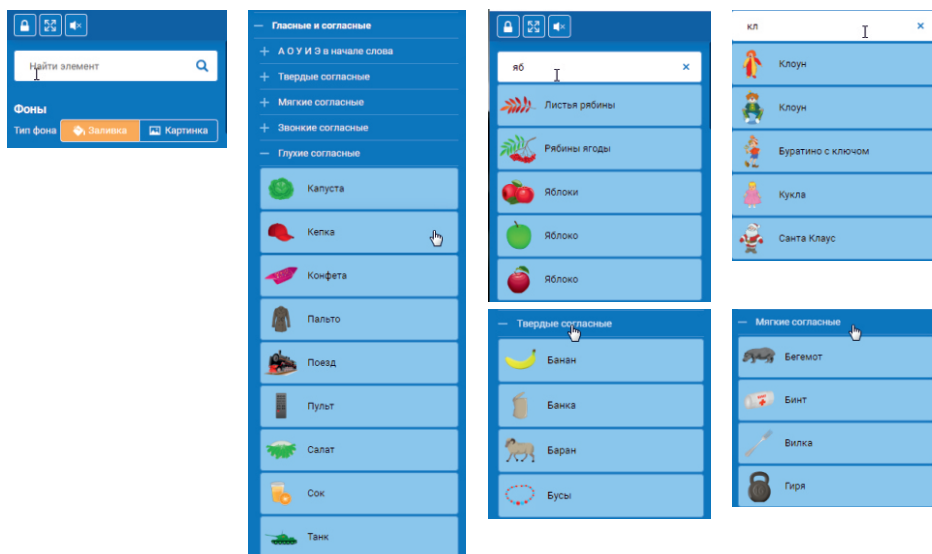 Найти элемент
Фоны
Тип фона Заливка Картинка
Гласные и согласные
А О У И Э в начале слова
Твердые согласные
Мягкие согласные
Звонкие согласные
Глухие согласные
Капуста
Кепка
Конфета
Пальто
Поезд
Пульт
Салат
Сок
Танк
яб
Листья рябины
Рябины ягоды
Яблоки
Яблоко
Яблоко
Твердые согласные
Банан
Банка
Баран
Бусы
кл
Клоун
Клоун
Буратино с ключом
Кукла
Санта Клаус
Мягкие согласные
Бегемот
Бинт
Вилка
Гиря